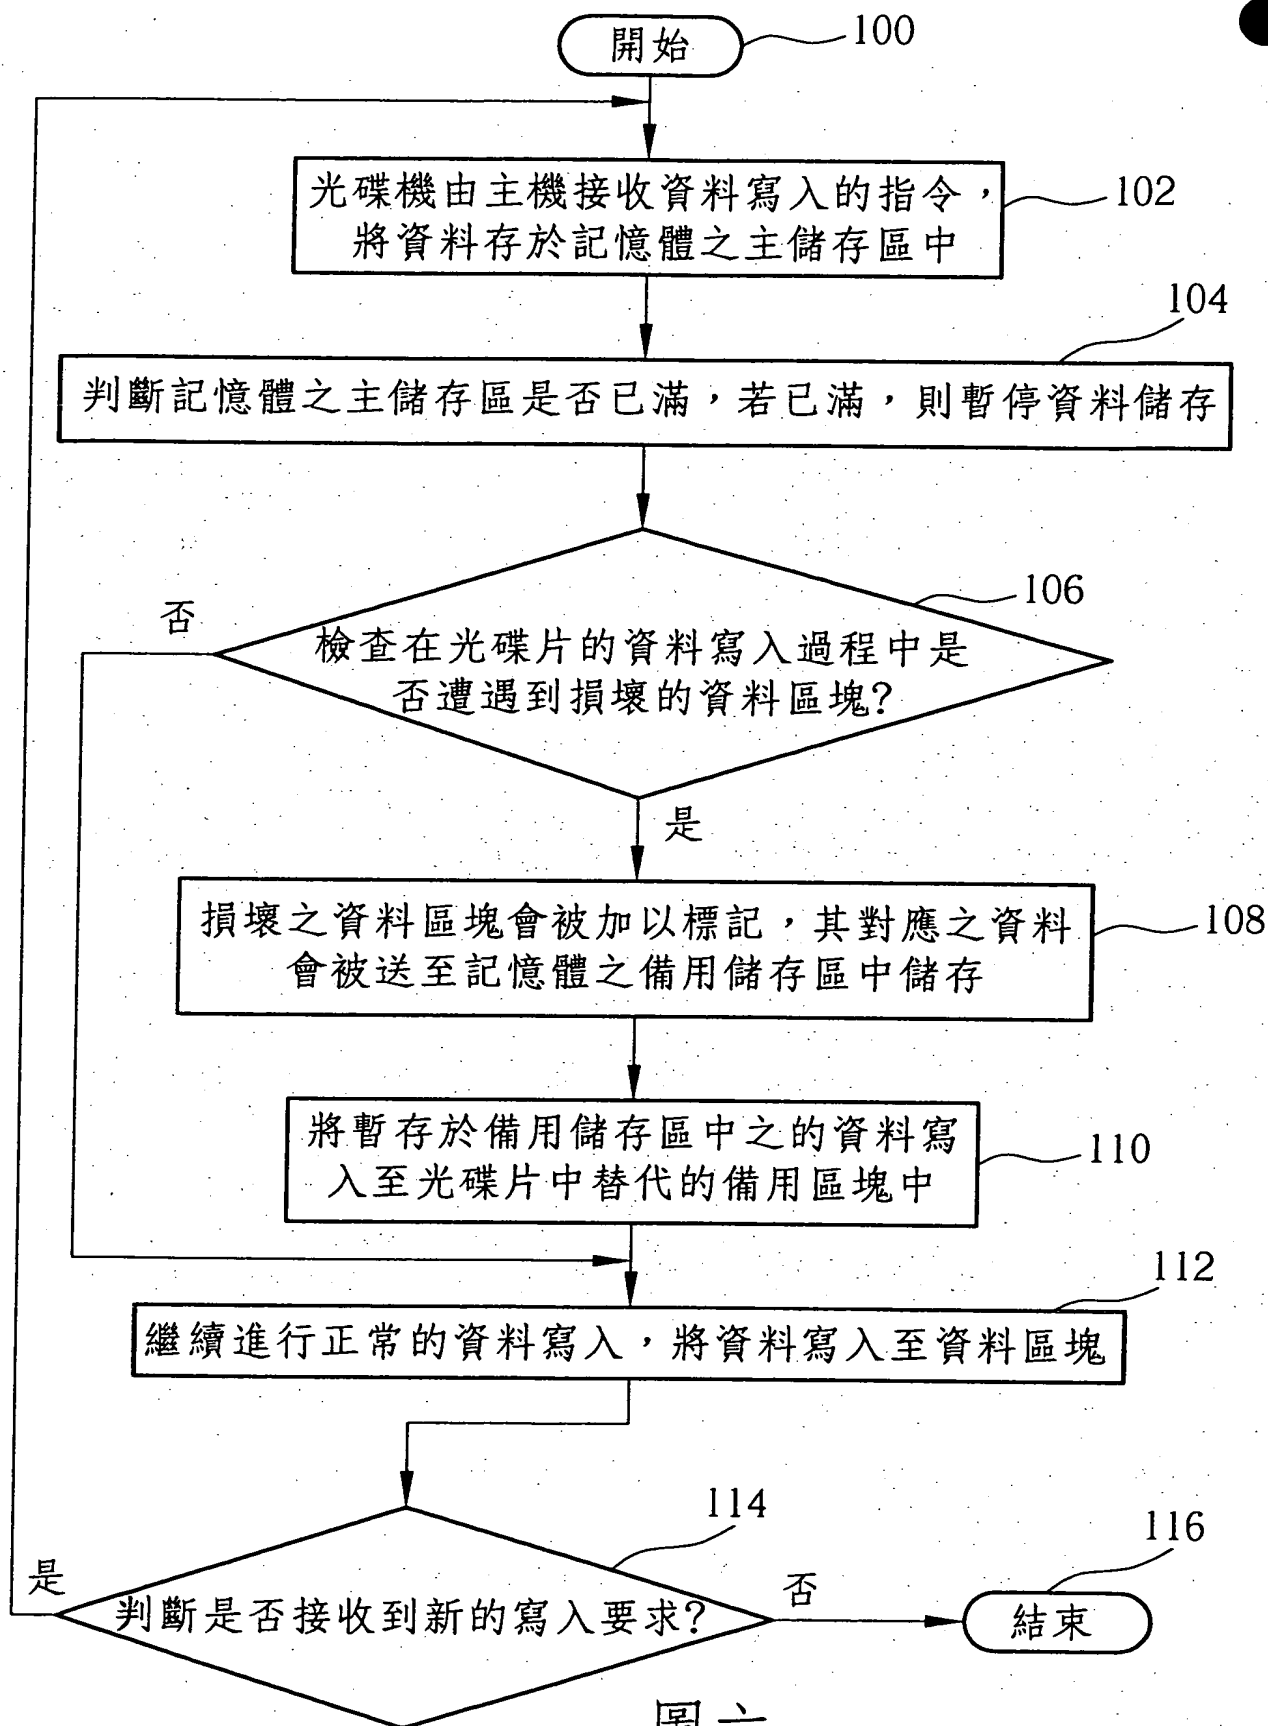 開始
100
光碟機由主機接收資料寫入的指令，
將資料存於記憶體之主儲存區中
102
104
判斷記憶體之主儲存區是否已滿，若已滿，則暫停資料儲存
106
否
檢查在光碟片的資料寫入過程中是
否遭遇到損壞的資料區塊?
是
損壞之資料區塊會被加以標記，其對應之資料
會被送至記憶體之備用儲存區中儲存
108
將暫存於備用儲存區中之的資料寫
入至光碟片中替代的備用區塊中
110
112
繼續進行正常的資料寫入，將資料寫入至資料區塊
114
116
是
判斷是否接收到新的寫入要求?
否
結束
圖六